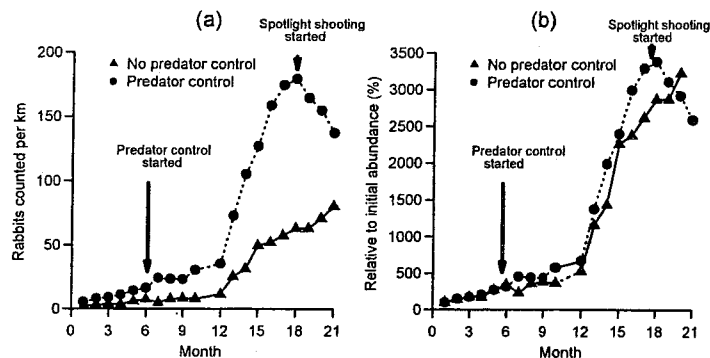 (a)
Spotlight shooting
started
▲ No predator control
● Predator control
Predator control
started
Rabbits counted per km
200
150
100
50
0
0 3 6 9 12 15 18 21
Month
(b)
Spotlight shooting
started
▲ No predator control
● Predator control
Predator control
started
Relative to initial abundance (%)
3500
3000
2500
2000
1500
1000
500
0
0 3 6 9 12 15 18 21
Month